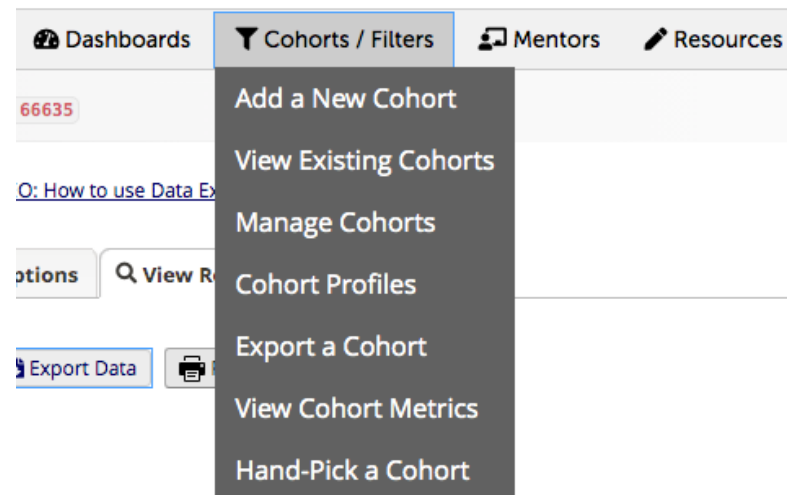 Dashboards Cohorts / Filters Mentors Resources
66635
Add a New Cohort
View Existing Cohorts
O: How to use Data Ex
Manage Cohorts
ptions View R
Cohort Profiles
Export a Cohort
Export Data
View Cohort Metrics
Hand-Pick a Cohort